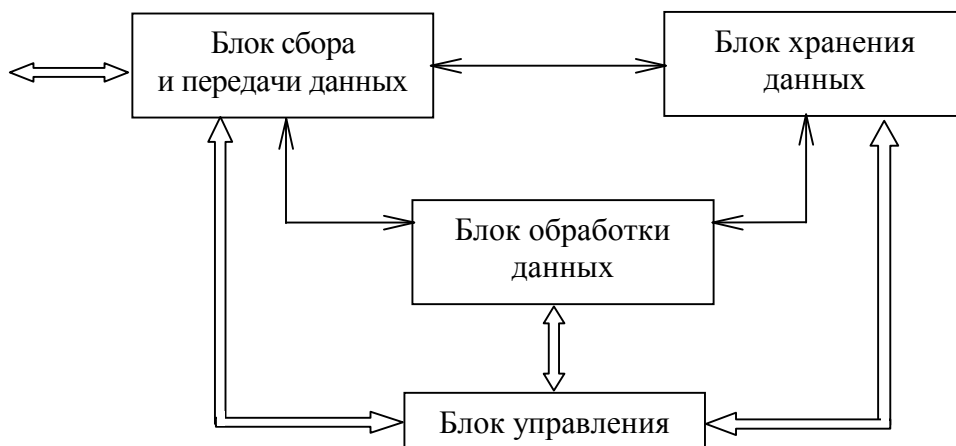 Блок сбора
и передачи данных
Блок хранения
данных
Блок обработки
данных
Блок управления